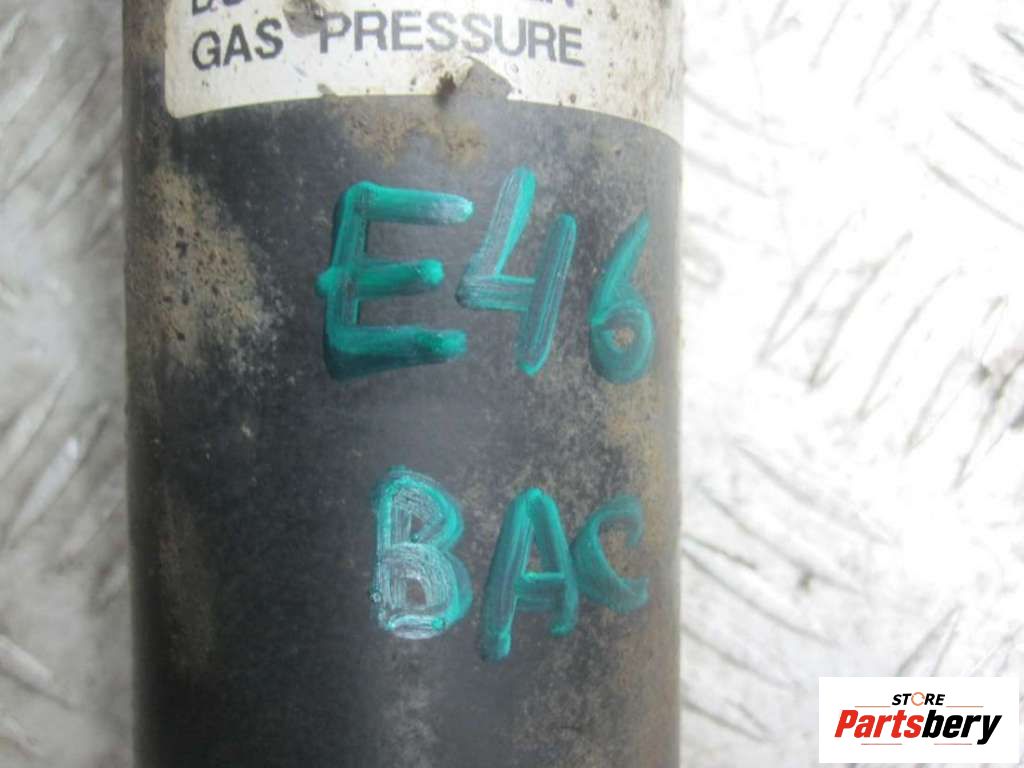 GAS PRESSURE
E46
BAC
STORE
Partsbery